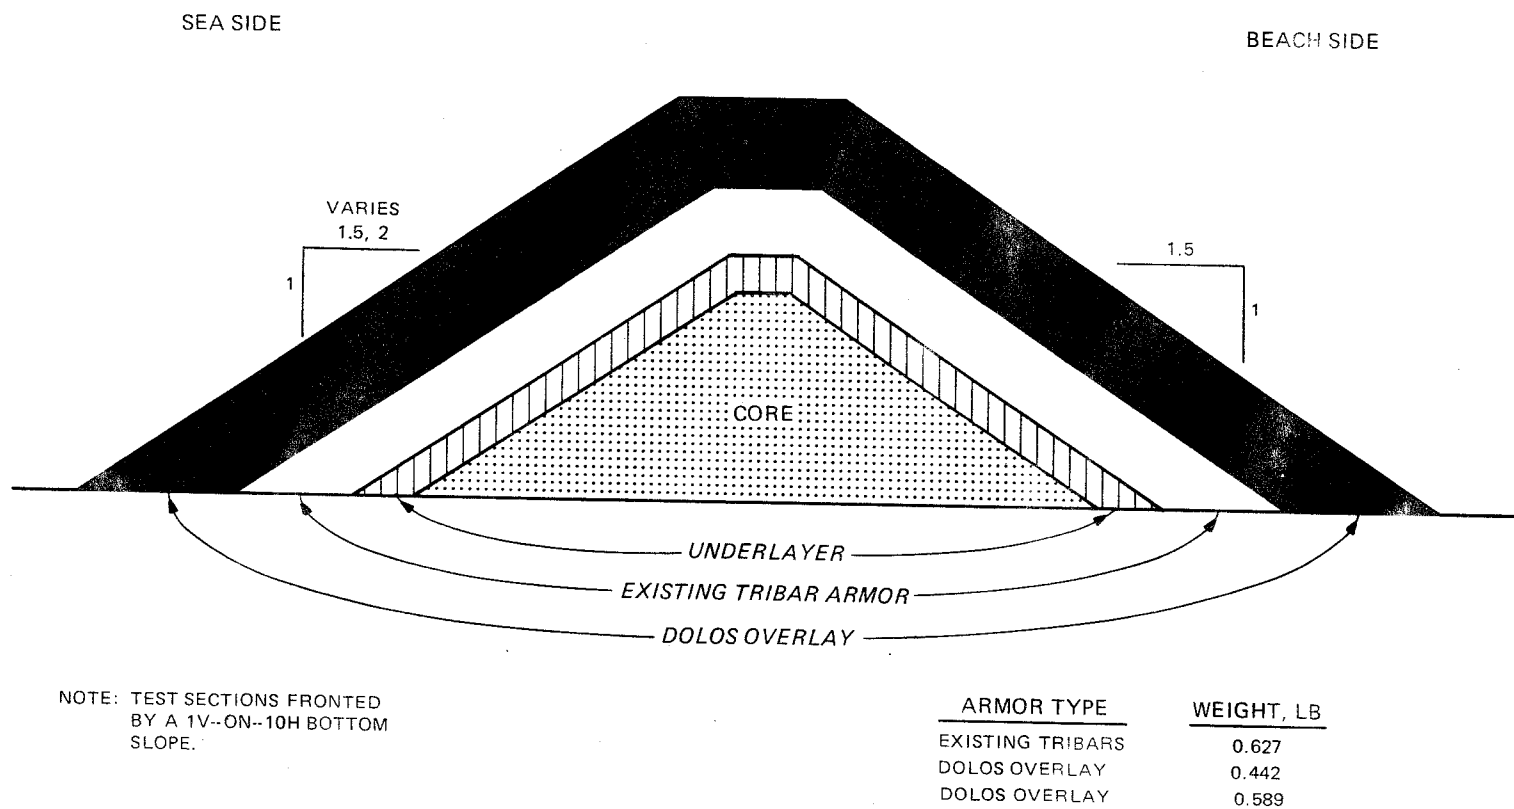 SEA SIDE
BEACH SIDE
VARIES
1.5, 2
1
1.5
1
CORE
UNDERLAYER
EXISTING TRIBAR ARMOR
DOLOS OVERLAY
NOTE: TEST SECTIONS FRONTED
BY A 1V--ON--10H BOTTOM
SLOPE.
ARMOR TYPE WEIGHT, LB
EXISTING TRIBARS 0.627
DOLOS OVERLAY 0.442
DOLOS OVERLAY 0.589